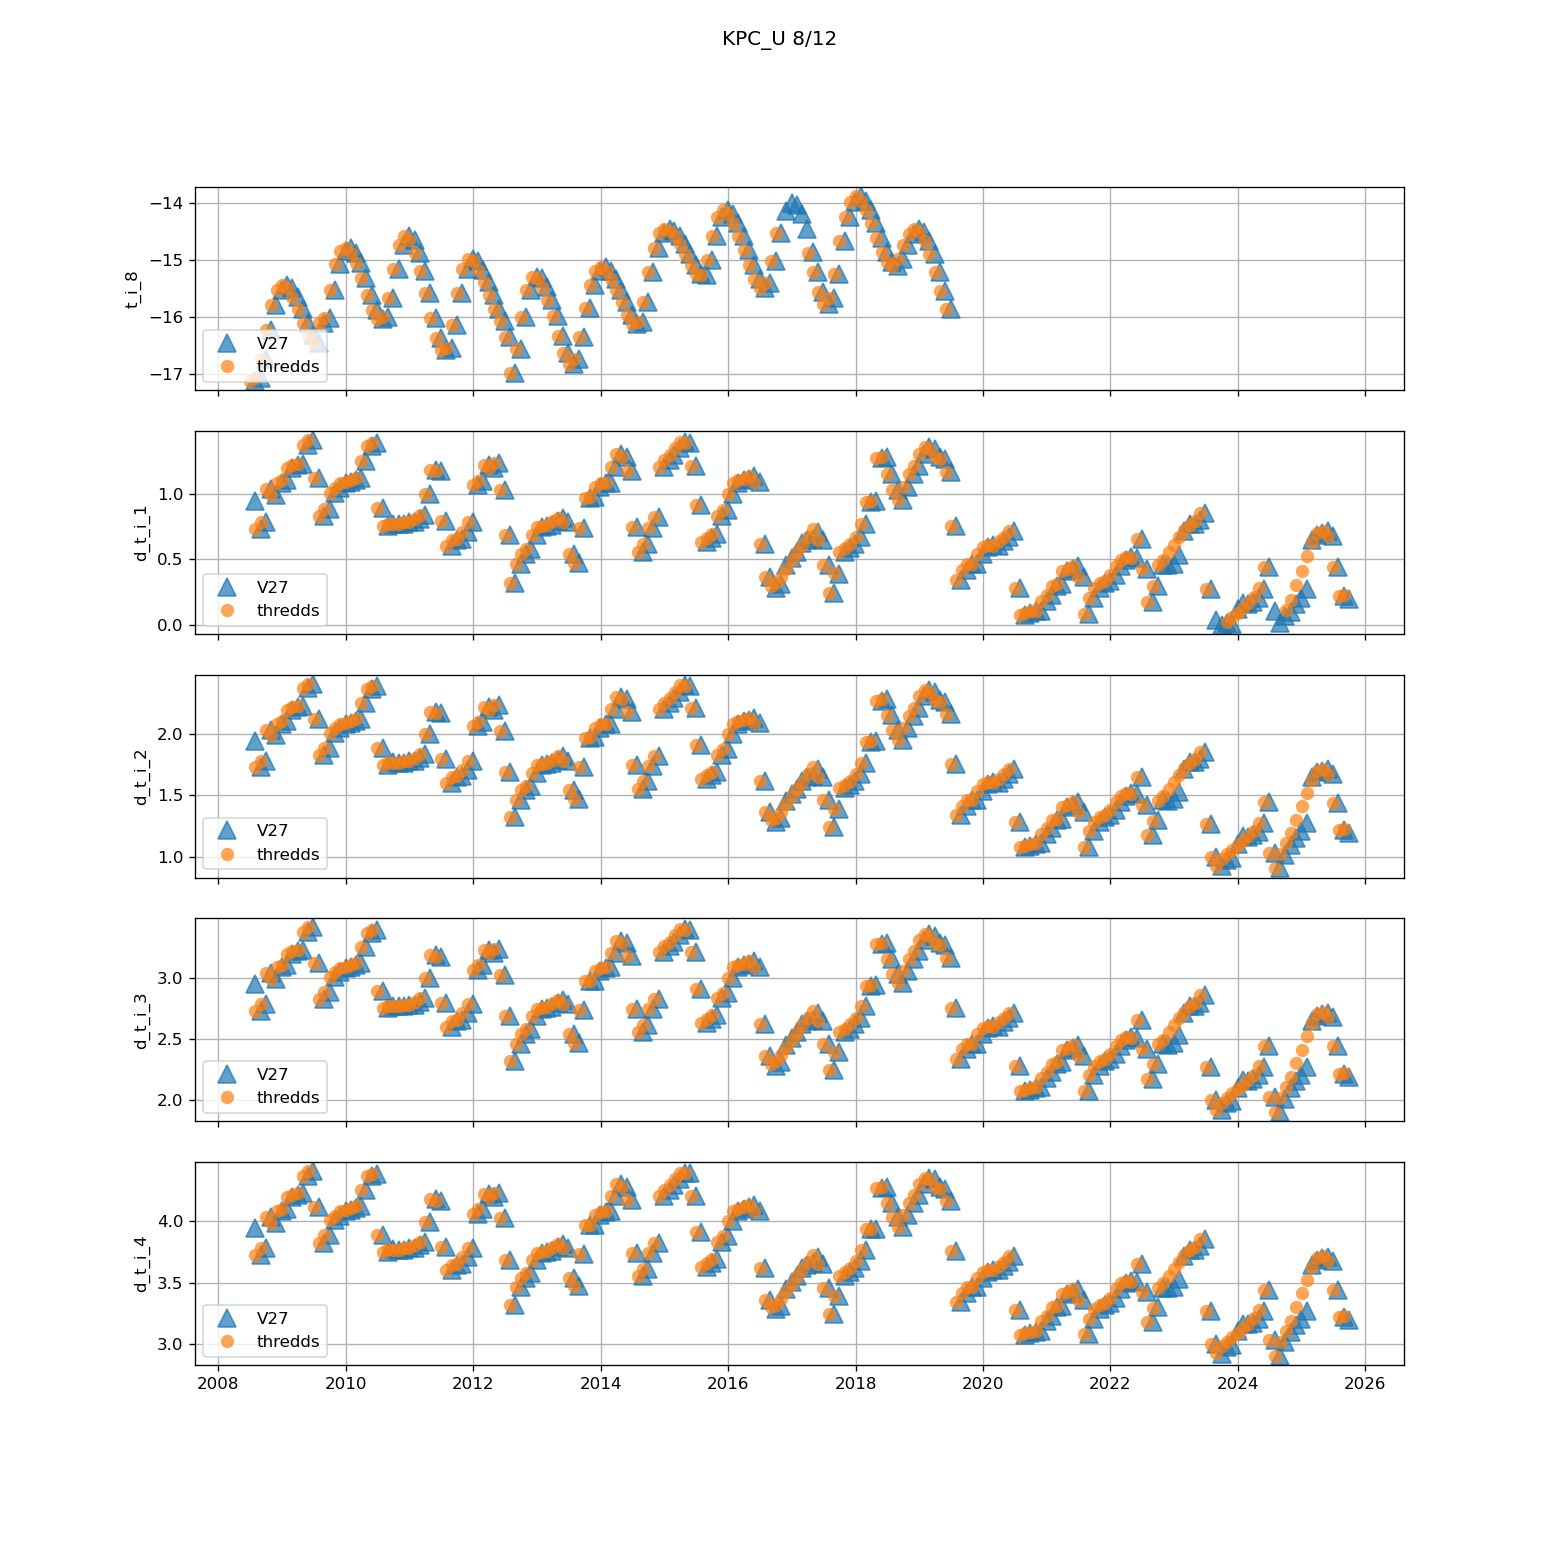 KPC_U 8/12
t_i_8
−14
−15
−16
−17
V27
thredds
d_t_i_1
1.0
0.5
0.0
V27
thredds
d_t_i_2
2.0
1.5
1.0
V27
thredds
d_t_i_3
3.0
2.5
2.0
V27
thredds
d_t_i_4
4.0
3.5
3.0
V27
thredds
2008 2010 2012 2014 2016 2018 2020 2022 2024 2026